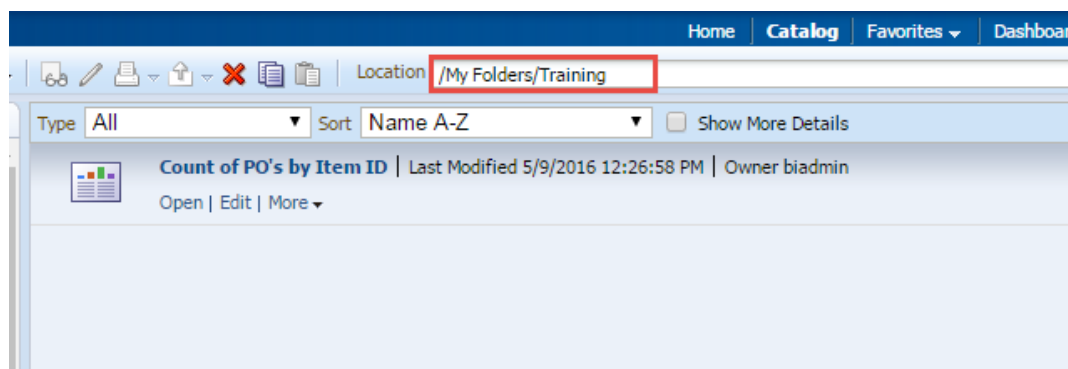 Home Catalog Favorites Dashboar
Location /My Folders/Training
Type All Sort Name A-Z Show More Details
Count of PO's by Item ID | Last Modified 5/9/2016 12:26:58 PM | Owner biadmin
Open | Edit | More